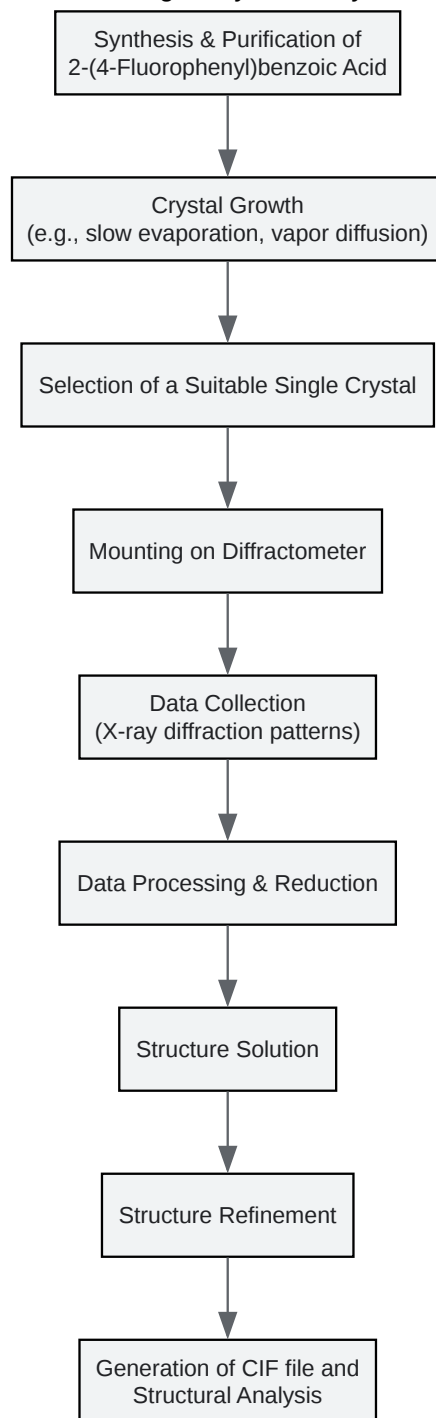 Synthesis & Purification of
2-(4-Fluorophenyl)benzoic Acid
Crystal Growth
(e.g., slow evaporation, vapor diffusion)
Selection of a Suitable Single Crystal
Mounting on Diffractometer
Data Collection
(X-ray diffraction patterns)
Data Processing & Reduction
Structure Solution
Structure Refinement
Generation of CIF file and
Structural Analysis